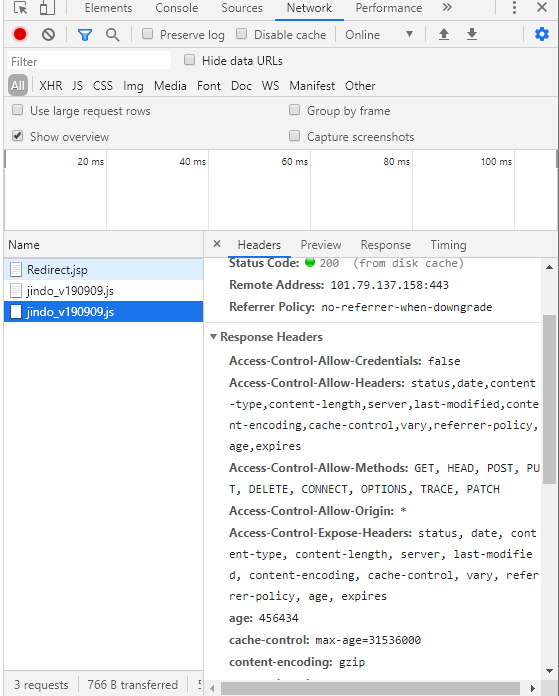 Elements Console Sources Network Performance »
Preserve log Disable cache Online
Filter Hide data URLs
All XHR JS CSS Img Media Font Doc WS Manifest Other
Use large request rows Group by frame
Show overview Capture screenshots
20 ms 40 ms 60 ms 80 ms 100 ms
Name × Headers Preview Response Timing
Redirect.jsp
jindo_v190909.js
jindo_v190909.js
Status Code: 200 (from disk cache)
Remote Address: 101.79.137.158:443
Referrer Policy: no-referrer-when-downgrade
Response Headers
Access-Control-Allow-Credentials: false
Access-Control-Allow-Headers: status,date,content
-type,content-length,server,last-modified,conte
nt-encoding,cache-control,vary,referrer-policy,
age,expires
Access-Control-Allow-Methods: GET, HEAD, POST, PU
T, DELETE, CONNECT, OPTIONS, TRACE, PATCH
Access-Control-Allow-Origin: *
Access-Control-Expose-Headers: status, date, cont
ent-type, content-length, server, last-modifie
d, content-encoding, cache-control, vary, refer
rer-policy, age, expires
age: 456434
cache-control: max-age=31536000
content-encoding: gzip
3 requests 766 B transferred